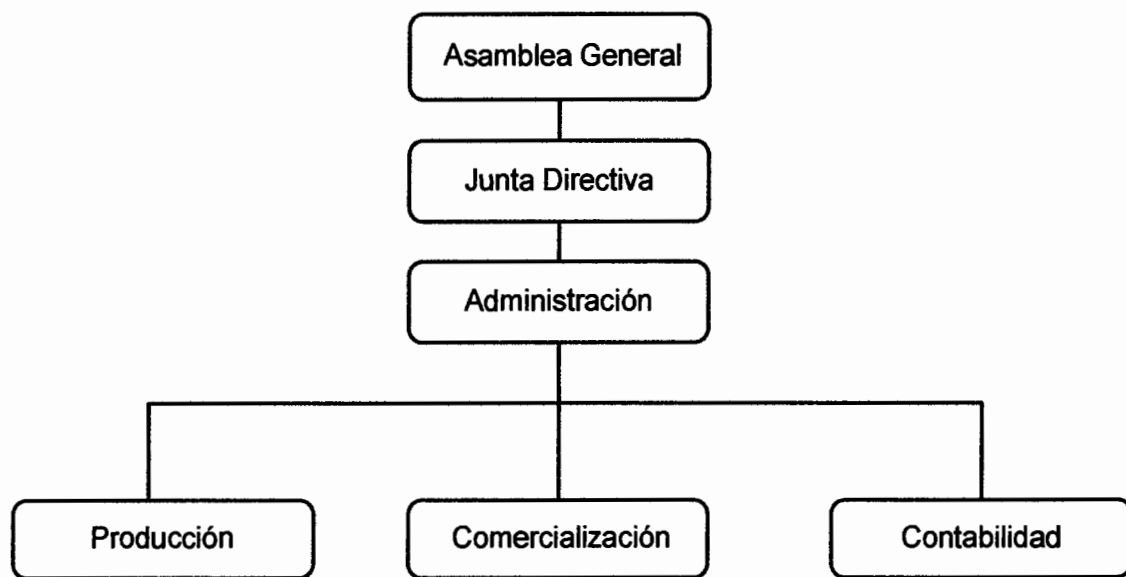 Asamblea General
Junta Directiva
Administración
Producción
Comercialización
Contabilidad